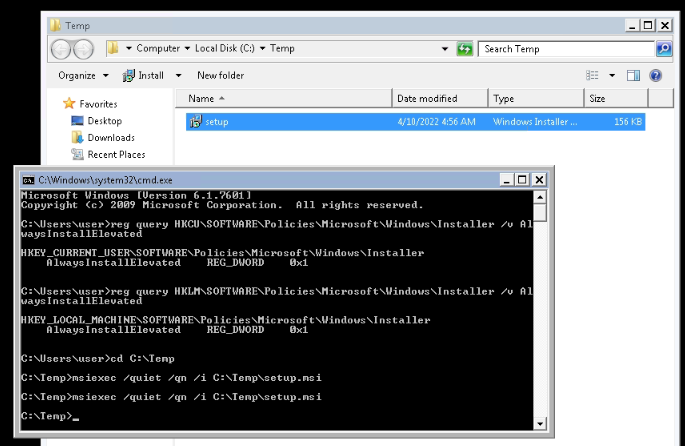 Temp
Computer Local Disk (C:) Temp
Search Temp
Organize Install New folder
Favorites
Desktop
Downloads
Recent Places
Name Date modified Type Size
setup 4/10/2022 4:56 AM Windows Installer ... 156 KB
C:\Windows\system32\cmd.exe
Microsoft Windows [Version 6.1.7601]
Copyright (c) 2009 Microsoft Corporation. All rights reserved.
C:\Users\user>reg query HKCU\SOFTWARE\Policies\Microsoft\Windows\Installer /v Al
waysInstallElevated
HKEY_CURRENT_USER\SOFTWARE\Policies\Microsoft\Windows\Installer
AlwaysInstallElevated REG_DWORD 0x1
C:\Users\user>reg query HKLM\SOFTWARE\Policies\Microsoft\Windows\Installer /v Al
waysInstallElevated
HKEY_LOCAL_MACHINE\SOFTWARE\Policies\Microsoft\Windows\Installer
AlwaysInstallElevated REG_DWORD 0x1
C:\Users\user>cd C:\Temp
C:\Temp>msiexec /quiet /qn /i C:\Temp\setup.msi
C:\Temp>msiexec /quiet /qn /i C:\Temp\setup.msi
C:\Temp>_